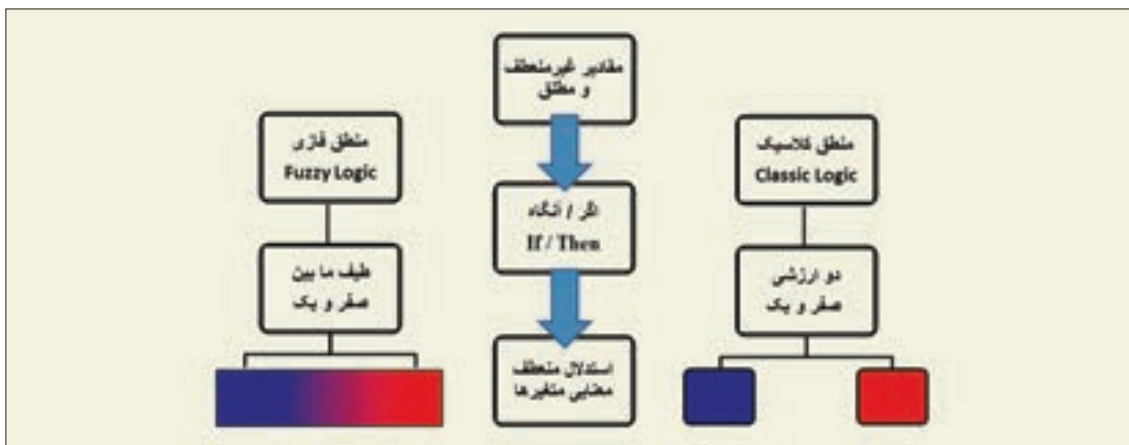 مقادیر غیرمنعطف
و مطلق
منطق کلاسیک
Classic Logic
منطق فازی
Fuzzy Logic
اگر / آنگاه
If / Then
دو ارزشی
صفر و یک
طیف ما بین
صفر و یک
استدلال منعطف
معنایی متغیرها